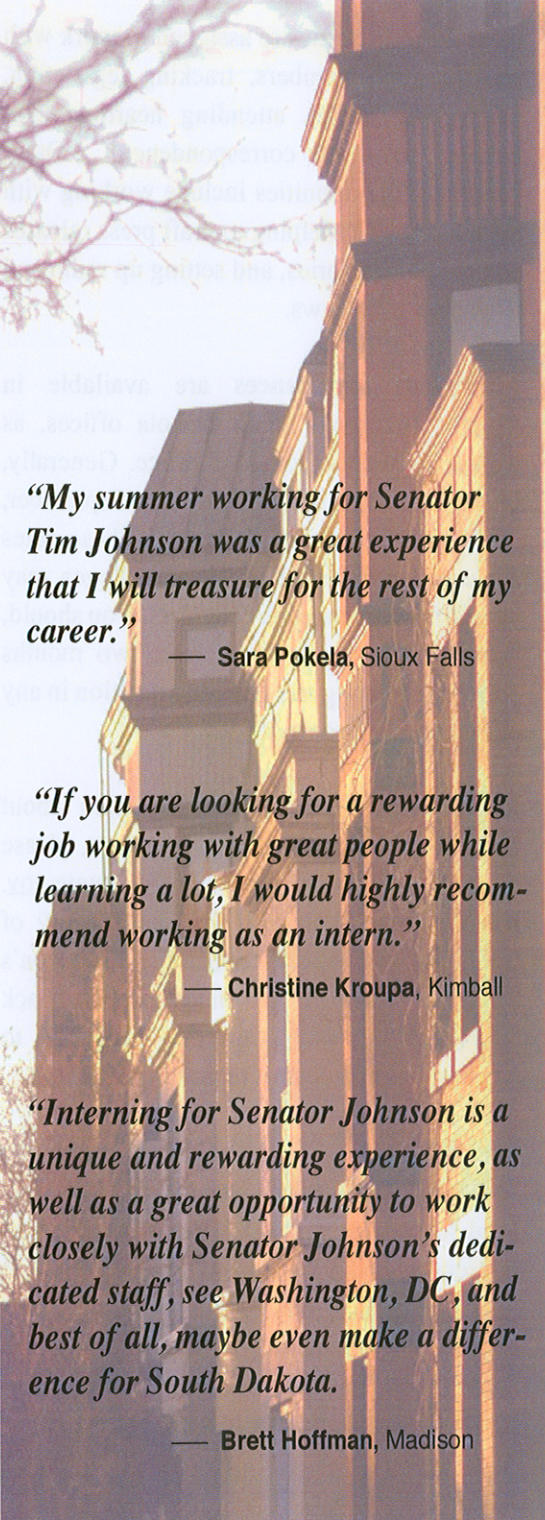 “My summer working for Senator
Tim Johnson was a great experience
that I will treasure for the rest of my
career.”
— Sara Pokela, Sioux Falls
“If you are looking for a rewarding
job working with great people while
learning a lot, I would highly recom-
mend working as an intern.”
— Christine Kroupa, Kimball
“Interning for Senator Johnson is a
unique and rewarding experience, as
well as a great opportunity to work
closely with Senator Johnson’s dedi-
cated staff, see Washington, DC, and
best of all, maybe even make a differ-
ence for South Dakota.
— Brett Hoffman, Madison